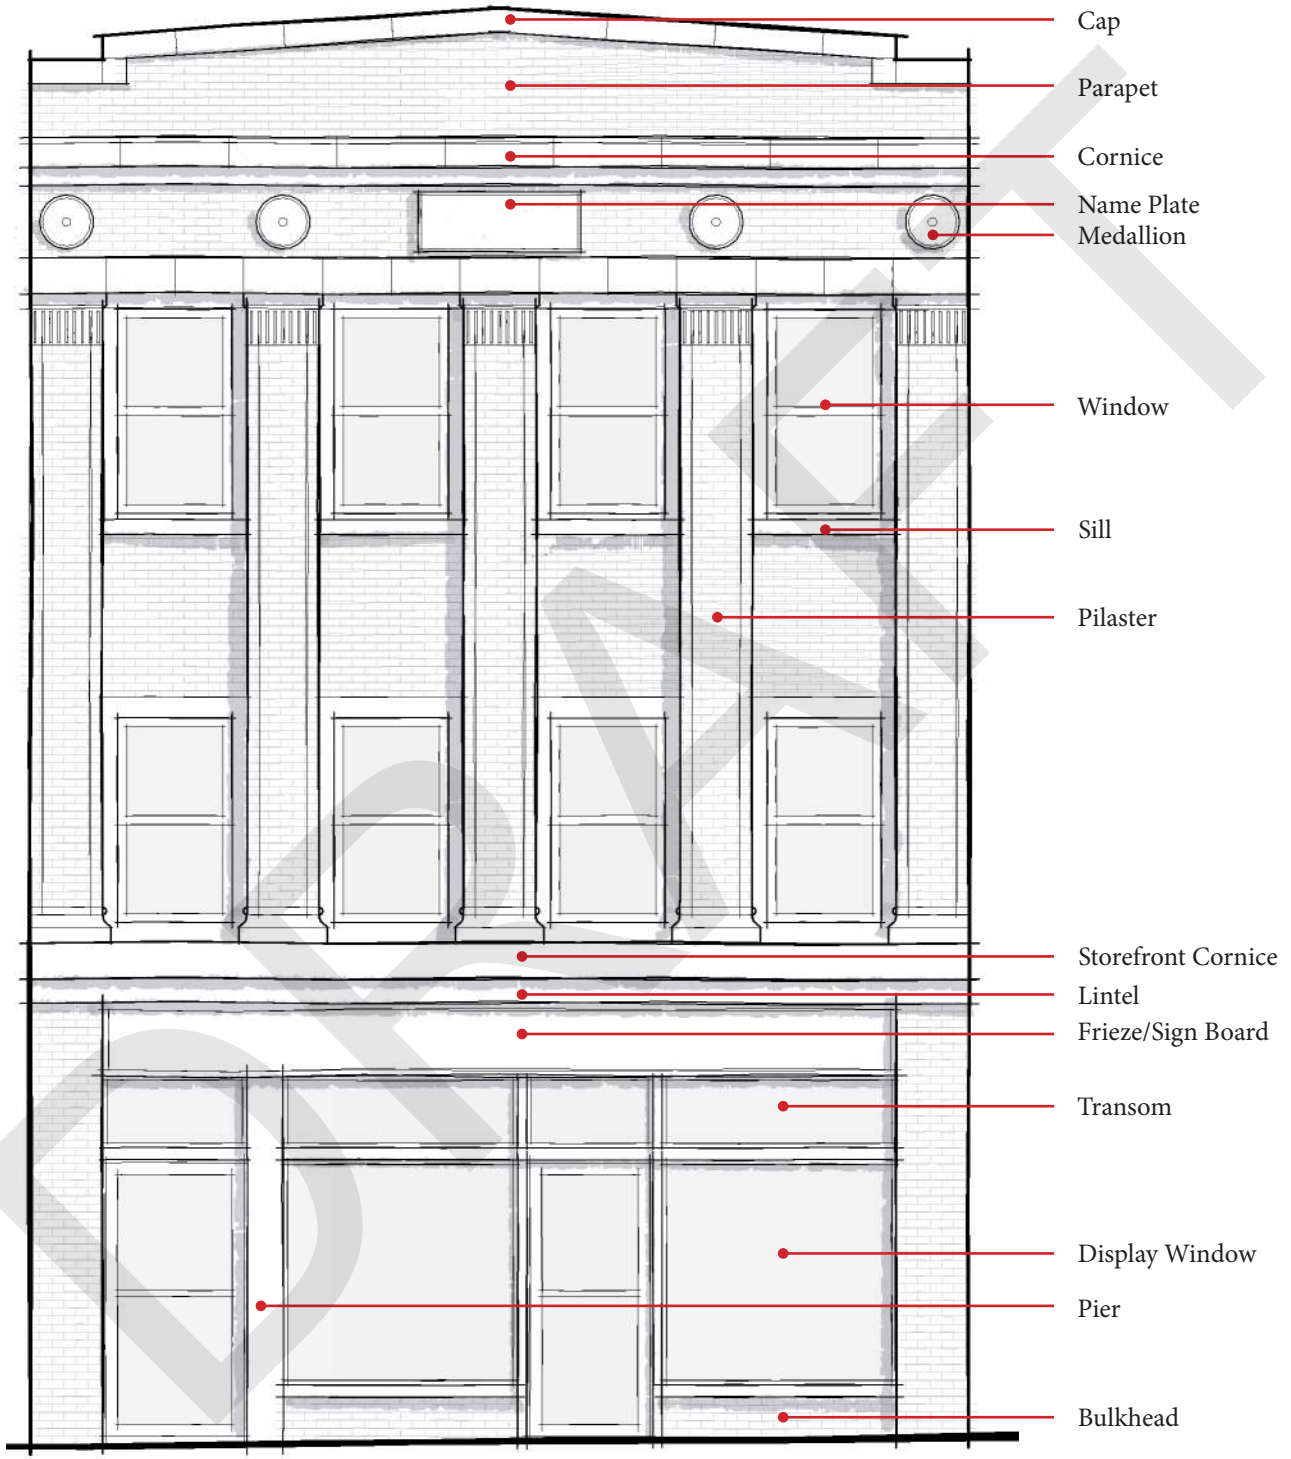 Cap
Parapet
Cornice
Name Plate
Medallion
Window
Sill
Pilaster
Storefront Cornice
Lintel
Frieze/Sign Board
Transom
Display Window
Pier
Bulkhead
DRAFT